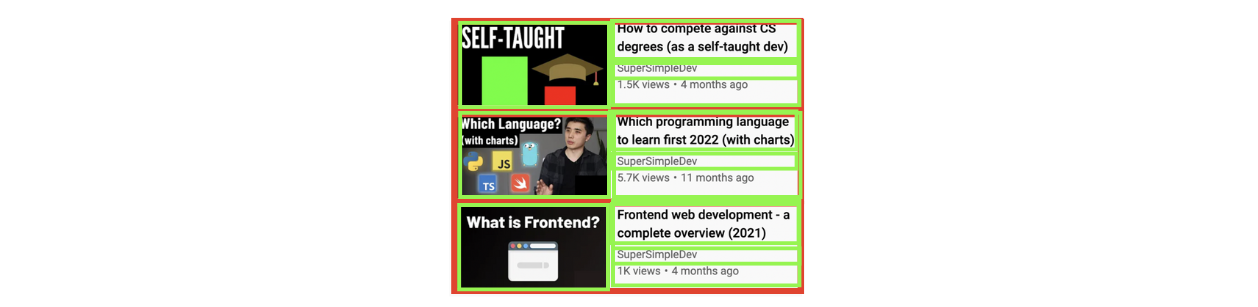 SELF-TAUGHT
How to compete against CS
degrees (as a self-taught dev)
SuperSimpleDev
1.5K views • 4 months ago
Which Language?
(with charts)
JS
TS
Which programming language
to learn first 2022 (with charts)
SuperSimpleDev
5.7K views • 11 months ago
What is Frontend?
Frontend web development - a
complete overview (2021)
SuperSimpleDev
1K views • 4 months ago